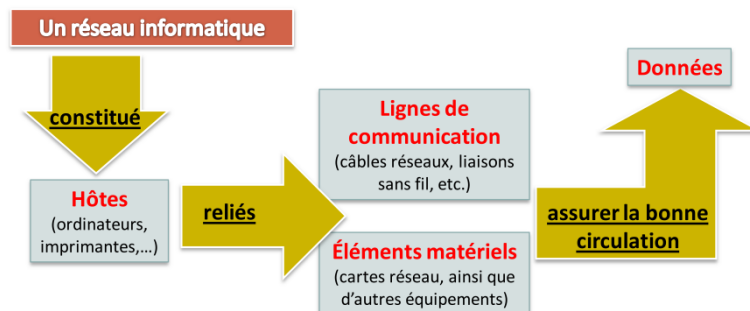 Un réseau informatique
constitué
Hôtes
(ordinateurs,
imprimantes,...)
reliés
Lignes de
communication
(câbles réseaux, liaisons
sans fil, etc.)
Éléments matériels
(cartes réseau, ainsi que
d'autres équipements)
assurer la bonne
circulation
Données